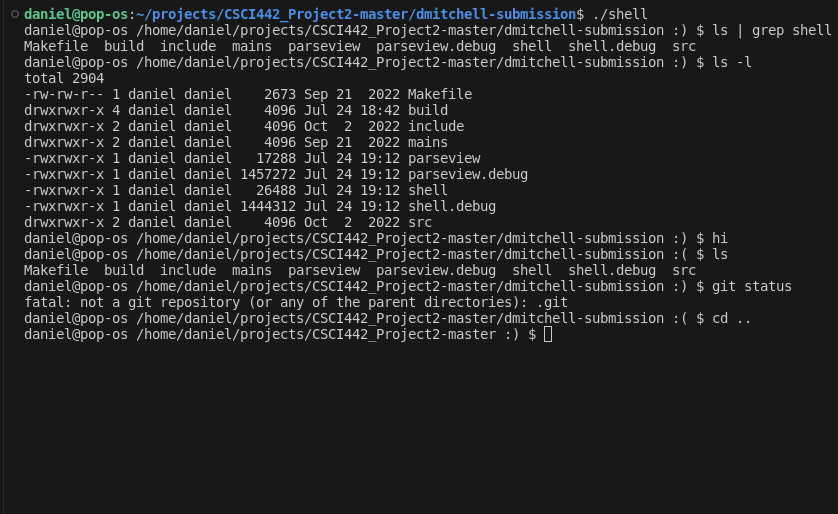 daniel@pop-os:~/projects/CSCI442_Project2-master/dmitchell-submission$ ./shell
daniel@pop-os /home/daniel/projects/CSCI442_Project2-master/dmitchell-submission :) $ ls | grep shell
Makefile  build  include  mains  parseview  parseview.debug  shell  shell.debug  src
daniel@pop-os /home/daniel/projects/CSCI442_Project2-master/dmitchell-submission :) $ ls -l
total 2904
-rw-rw-r-- 1 daniel daniel    2673 Sep 21  2022 Makefile
drwxrwxr-x 4 daniel daniel    4096 Jul 24 18:42 build
drwxrwxr-x 2 daniel daniel    4096 Oct  2  2022 include
drwxrwxr-x 2 daniel daniel    4096 Sep 21  2022 mains
-rwxrwxr-x 1 daniel daniel   17288 Jul 24 19:12 parseview
-rwxrwxr-x 1 daniel daniel 1457272 Jul 24 19:12 parseview.debug
-rwxrwxr-x 1 daniel daniel   26488 Jul 24 19:12 shell
-rwxrwxr-x 1 daniel daniel 1444312 Jul 24 19:12 shell.debug
drwxrwxr-x 2 daniel daniel    4096 Oct  2  2022 src
daniel@pop-os /home/daniel/projects/CSCI442_Project2-master/dmitchell-submission :) $ hi
daniel@pop-os /home/daniel/projects/CSCI442_Project2-master/dmitchell-submission :( $ ls
Makefile  build  include  mains  parseview  parseview.debug  shell  shell.debug  src
daniel@pop-os /home/daniel/projects/CSCI442_Project2-master/dmitchell-submission :) $ git status
fatal: not a git repository (or any of the parent directories): .git
daniel@pop-os /home/daniel/projects/CSCI442_Project2-master/dmitchell-submission :( $ cd ..
daniel@pop-os /home/daniel/projects/CSCI442_Project2-master :) $